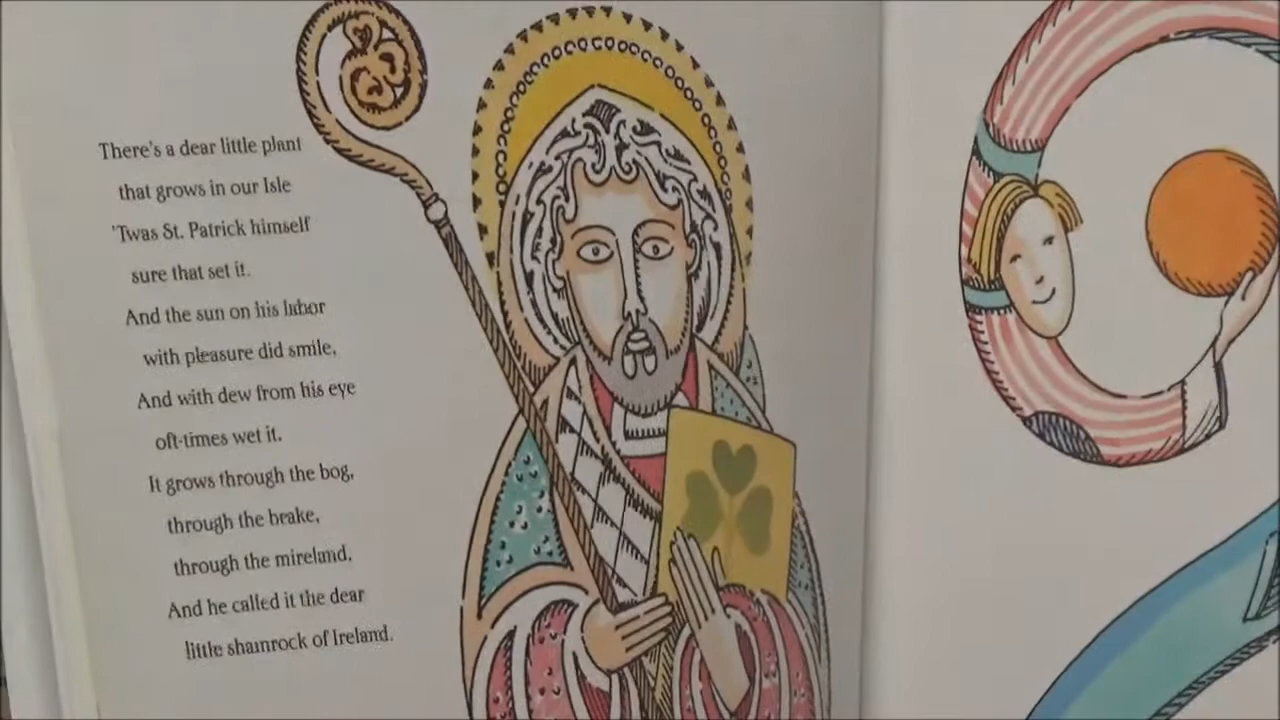 There's a dear little plant
that grows in our Isle
'Twas St. Patrick himself
sure that set it.
And the sun on his labor
with pleasure did smile,
And with dew from his eye
oft-times wet it.
It grows through the bog,
through the brake,
through the mireland,
And he called it the dear
little shamrock of Ireland.